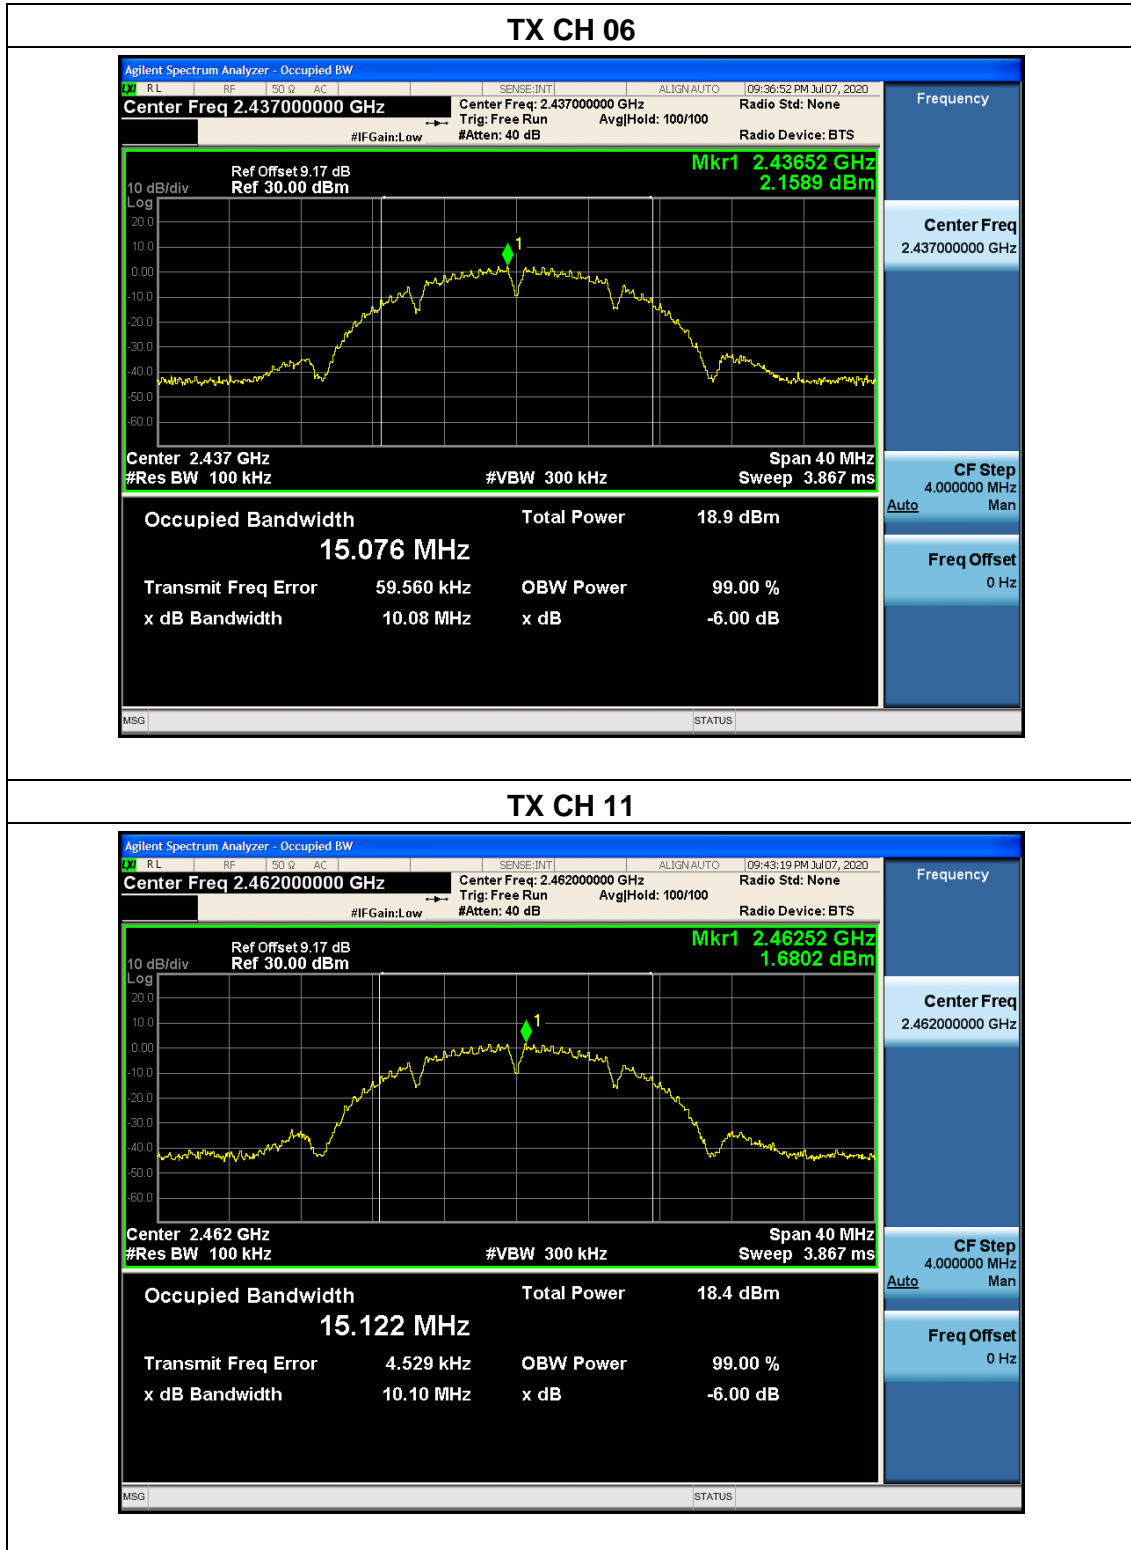 TX CH 06
Agilent Spectrum Analyzer - Occupied BW
LXI RL RF 50 Ω AC SENSE:INT ALIGN AUTO 09:36:52 PM Jul 07, 2020
Center Freq 2.437000000 GHz
Center Freq: 2.437000000 GHz
Radio Std: None
Trig: Free Run Avg|Hold: 100/100
#IFGain:Low #Atten: 40 dB Radio Device: BTS
Frequency
Mkr1 2.43652 GHz
2.1589 dBm
Ref Offset 9.17 dB
10 dB/div Ref 30.00 dBm
Log
20.0
10.0
0.00
-10.0
-20.0
-30.0
-40.0
-50.0
-60.0
1
Center Freq
2.437000000 GHz
Center 2.437 GHz Span 40 MHz
#Res BW 100 kHz #VBW 300 kHz Sweep 3.867 ms
CF Step
4.000000 MHz
Auto Man
Occupied Bandwidth Total Power 18.9 dBm
15.076 MHz
Transmit Freq Error 59.560 kHz OBW Power 99.00 %
x dB Bandwidth 10.08 MHz x dB -6.00 dB
Freq Offset
0 Hz
MSG STATUS
TX CH 11
Agilent Spectrum Analyzer - Occupied BW
LXI RL RF 50 Ω AC SENSE:INT ALIGN AUTO 09:43:19 PM Jul 07, 2020
Center Freq 2.462000000 GHz
Center Freq: 2.462000000 GHz
Radio Std: None
Trig: Free Run Avg|Hold: 100/100
#IFGain:Low #Atten: 40 dB Radio Device: BTS
Frequency
Mkr1 2.46252 GHz
1.6802 dBm
Ref Offset 9.17 dB
10 dB/div Ref 30.00 dBm
Log
20.0
10.0
0.00
-10.0
-20.0
-30.0
-40.0
-50.0
-60.0
1
Center Freq
2.462000000 GHz
Center 2.462 GHz Span 40 MHz
#Res BW 100 kHz #VBW 300 kHz Sweep 3.867 ms
CF Step
4.000000 MHz
Auto Man
Occupied Bandwidth Total Power 18.4 dBm
15.122 MHz
Transmit Freq Error 4.529 kHz OBW Power 99.00 %
x dB Bandwidth 10.10 MHz x dB -6.00 dB
Freq Offset
0 Hz
MSG STATUS